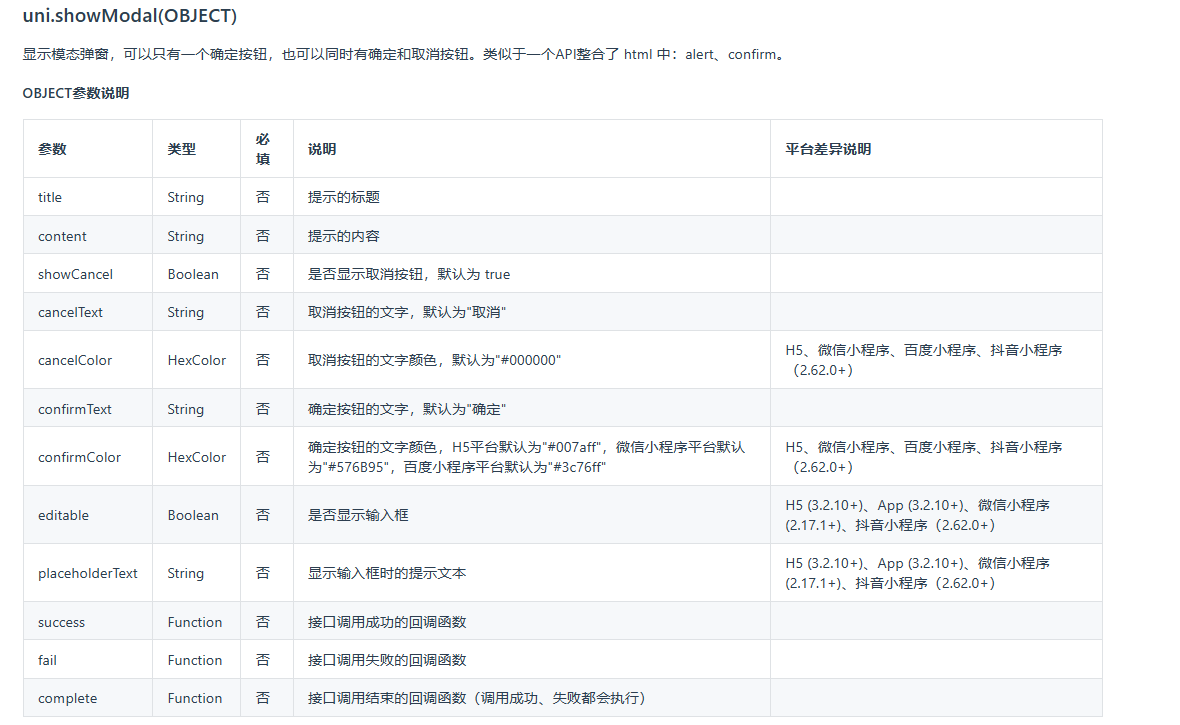 uni.showModal(OBJECT)
显示模态弹窗，可以只有一个确定按钮，也可以同时有确定和取消按钮。类似于一个API整合了 html 中：alert、confirm。
OBJECT参数说明
参数 类型 必填 说明 平台差异说明
title String 否 提示的标题
content String 否 提示的内容
showCancel Boolean 否 是否显示取消按钮，默认为 true
cancelText String 否 取消按钮的文字，默认为"取消"
cancelColor HexColor 否 取消按钮的文字颜色，默认为"#000000" H5、微信小程序、百度小程序、抖音小程序
（2.62.0+）
confirmText String 否 确定按钮的文字，默认为"确定"
confirmColor HexColor 否 确定按钮的文字颜色，H5平台默认为"#007aff"，微信小程序平台默认
为"#576B95"，百度小程序平台默认为"#3c76ff" H5、微信小程序、百度小程序、抖音小程序
（2.62.0+）
editable Boolean 否 是否显示输入框 H5 (3.2.10+)、App (3.2.10+)、微信小程序
(2.17.1+)、抖音小程序（2.62.0+）
placeholderText String 否 显示输入框时的提示文本 H5 (3.2.10+)、App (3.2.10+)、微信小程序
(2.17.1+)、抖音小程序（2.62.0+）
success Function 否 接口调用成功的回调函数
fail Function 否 接口调用失败的回调函数
complete Function 否 接口调用结束的回调函数（调用成功、失败都会执行）